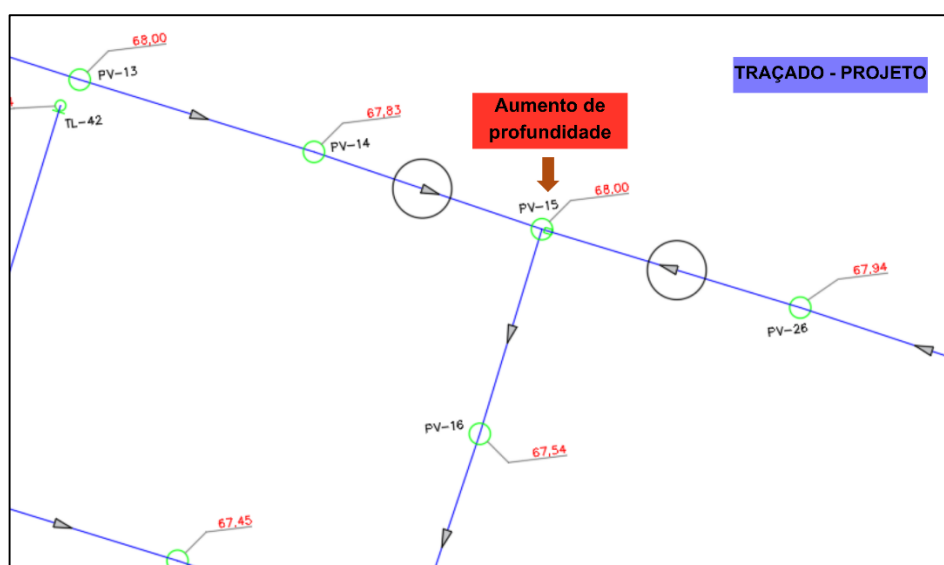 68,00
PV-13
TL-42
67,83
PV-14
Aumento de
profundidade
TRAÇADO - PROJETO
PV-15
68,00
67,94
PV-26
PV-16
67,54
67,45